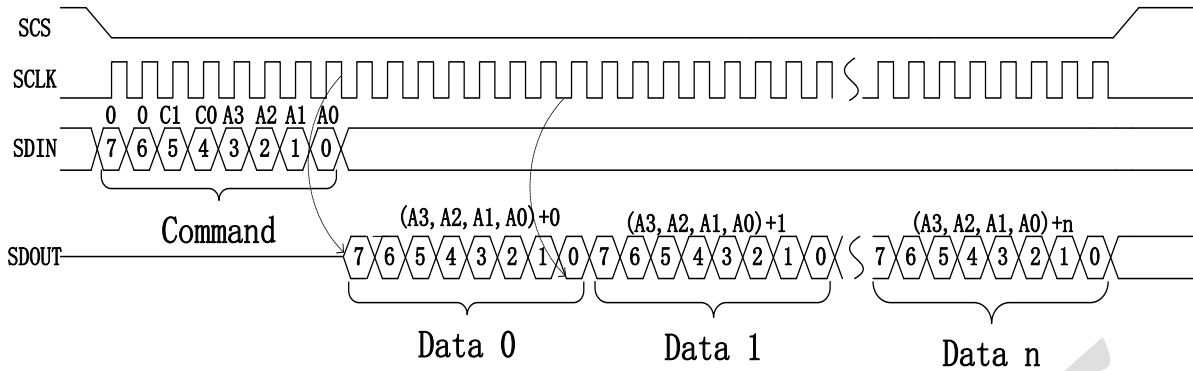 SCS
SCLK
0 0 C1 C0 A3 A2 A1 A0
SDIN 7 6 5 4 3 2 1 0
Command
(A3, A2, A1, A0)+0 (A3, A2, A1, A0)+1 (A3, A2, A1, A0)+n
SDOUT 7 6 5 4 3 2 1 0 7 6 5 4 3 2 1 0 7 6 5 4 3 2 1 0
Data 0 Data 1 Data n